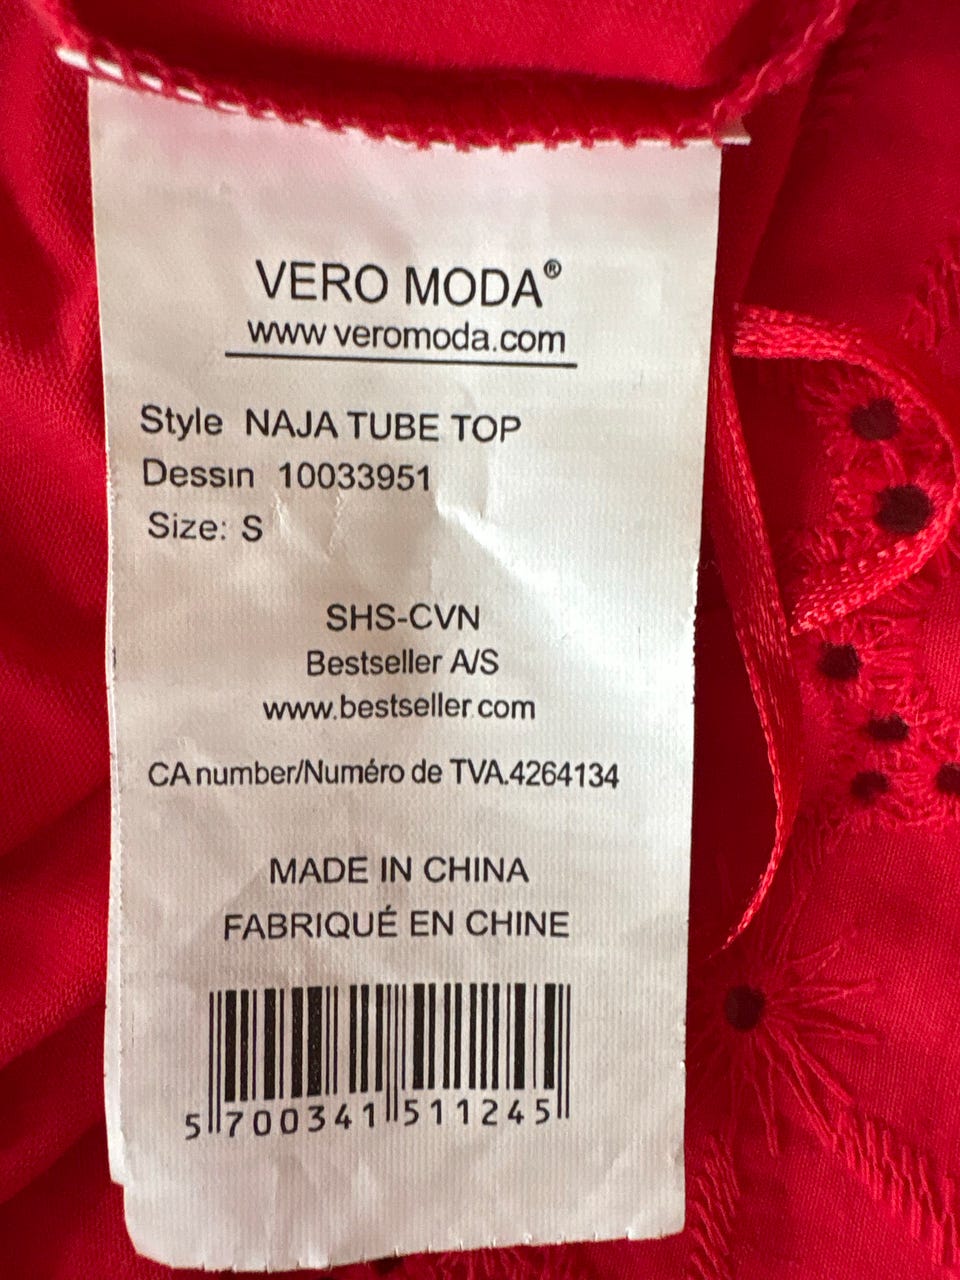 VERO MODA®
www veromoda.com
Style NAJA TUBE TOP
Dessin 10033951
Size: S
SHS-CVN
Bestseller A/S
www.bestseller.com
CA number/Numéro de TVA.4264134
MADE IN CHINA
FABRIQUÉ EN CHINE
5 700341 511245